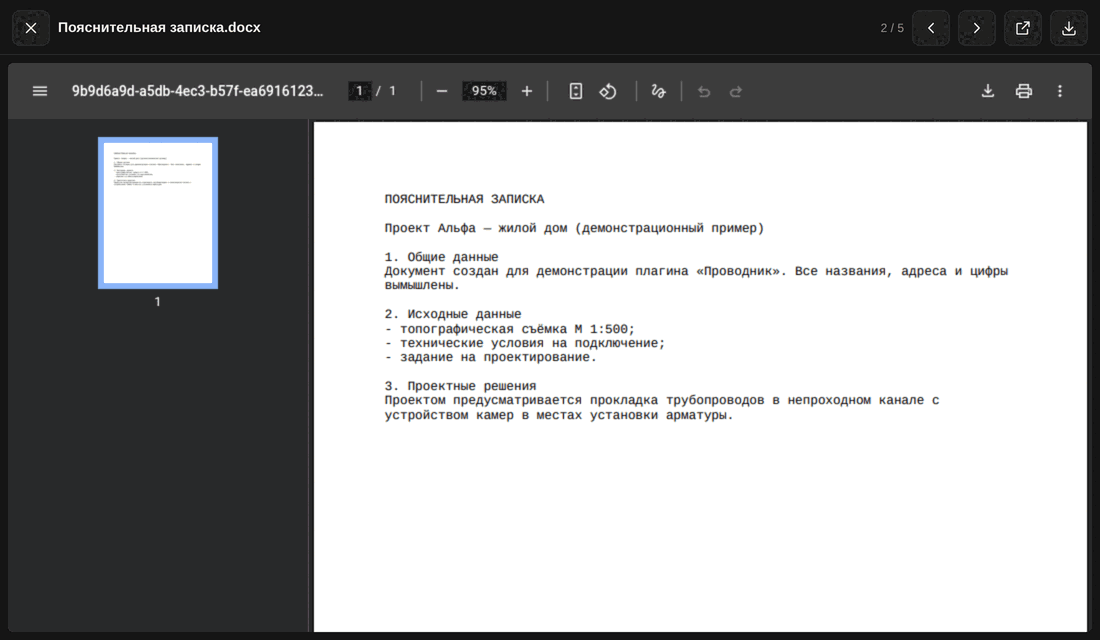 Пояснительная записка.docx
2 / 5
9b9d6a9d-a5db-4ec3-b57f-ea6916123…
1 / 1
95%
1
ПОЯСНИТЕЛЬНАЯ ЗАПИСКА
Проект Альфа — жилой дом (демонстрационный пример)
1. Общие данные
Документ создан для демонстрации плагина «Проводник». Все названия, адреса и цифры
вымышлены.
2. Исходные данные
- топографическая съёмка М 1:500;
- технические условия на подключение;
- задание на проектирование.
3. Проектные решения
Проектом предусматривается прокладка трубопроводов в непроходном канале с
устройством камер в местах установки арматуры.